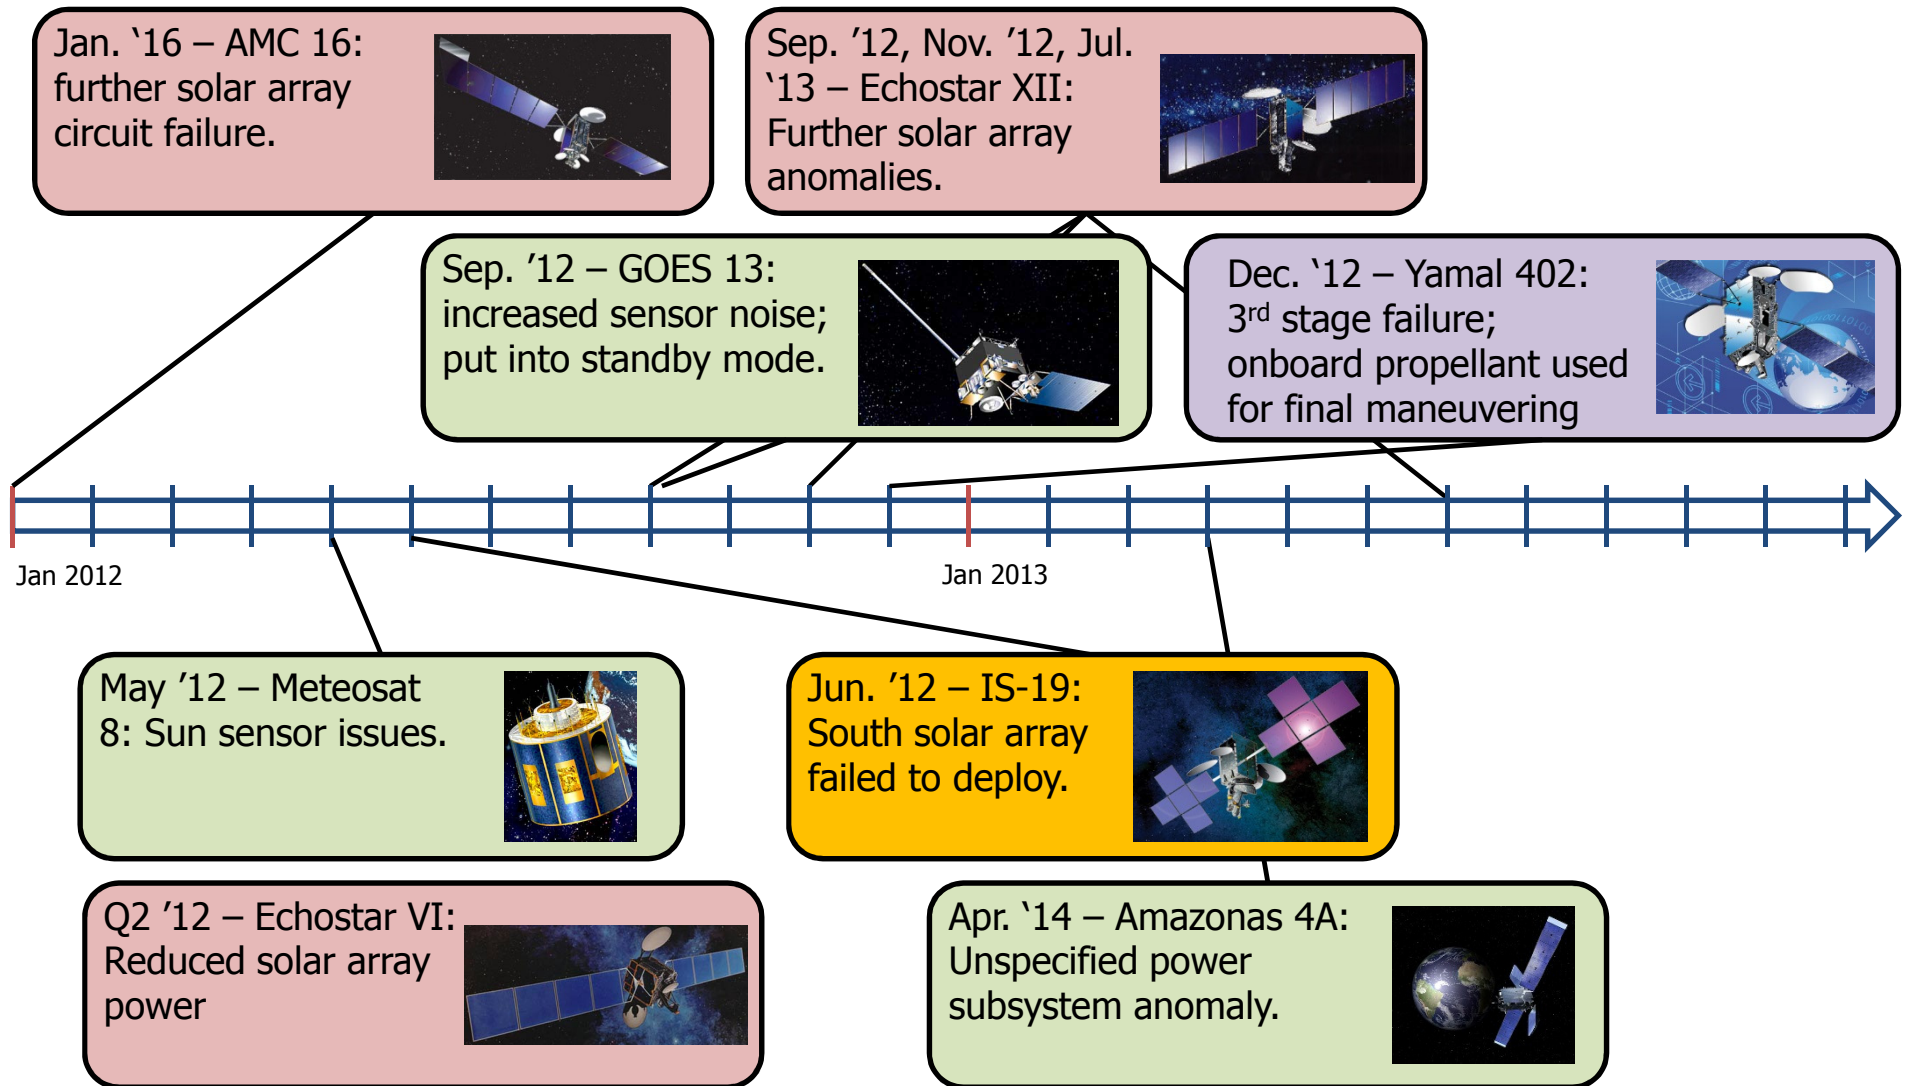 Jan. ‘16 – AMC 16:
further solar array
circuit failure.
Sep. ’12, Nov. ’12, Jul.
‘13 – Echostar XII:
Further solar array
anomalies.
Sep. ’12 – GOES 13:
increased sensor noise;
put into standby mode.
Dec. ‘12 – Yamal 402:
3rd stage failure;
onboard propellant used
for final maneuvering
Jan 2012
Jan 2013
May ’12 – Meteosat
8: Sun sensor issues.
Jun. ’12 – IS-19:
South solar array
failed to deploy.
Q2 ’12 – Echostar VI:
Reduced solar array
power
Apr. ‘14 – Amazonas 4A:
Unspecified power
subsystem anomaly.